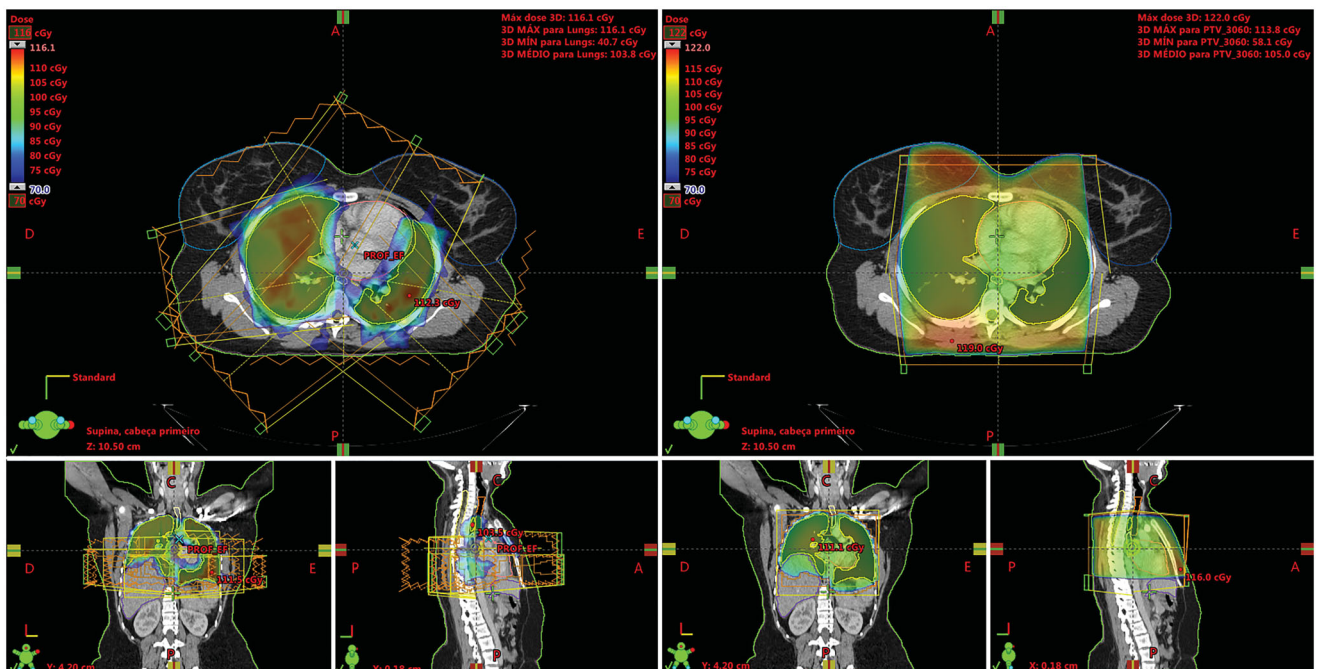 Dose
116 cGy
116.1
110 cGy
105 cGy
100 cGy
95 cGy
90 cGy
85 cGy
80 cGy
75 cGy
70.0
70 cGy
A
Máx dose 3D: 116.1 cGy
3D MÁX para Lungs: 116.1 cGy
3D MÍN para Lungs: 40.7 cGy
3D MÉDIO para Lungs: 103.8 cGy
D
E
PROF_EF
112.3 cGy
Standard
Supina, cabeça primeiro
Z: 10.50 cm
P
Dose
122 cGy
122.0
115 cGy
110 cGy
105 cGy
100 cGy
95 cGy
90 cGy
85 cGy
80 cGy
75 cGy
70.0
70 cGy
A
Máx dose 3D: 122.0 cGy
3D MÁX para PTV_3060: 113.8 cGy
3D MÍN para PTV_3060: 58.1 cGy
3D MÉDIO para PTV_3060: 105.0 cGy
D
E
119.0 cGy
Standard
Supina, cabeça primeiro
Z: 10.50 cm
P
C
D
E
PROF_EF
111.5 cGy
P
Y: 4.20 cm
C
P
A
103.5 cGy
PROF_EF
P
X: 0.18 cm
C
D
E
111.1 cGy
P
Y: 4.20 cm
C
P
A
116.0 cGy
P
X: 0.18 cm